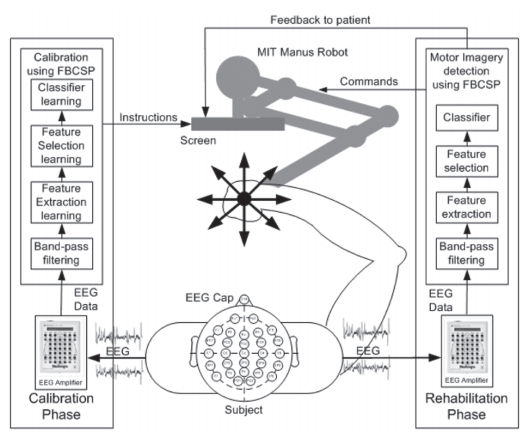 Feedback to patient
Calibration
using FBCSP
Classifier
learning
Feature
Selection
learning
Feature
Extraction
learning
Band-pass
filtering
EEG
Data
EEG Amplifier
Calibration
Phase
MIT Manus Robot
Commands
Instructions
Screen
EEG Cap
EEG
EEG
Subject
Motor Imagery
detection
using FBCSP
Classifier
Feature
selection
Feature
extraction
Band-pass
filtering
EEG
Data
EEG Amplifier
Rehabilitation
Phase